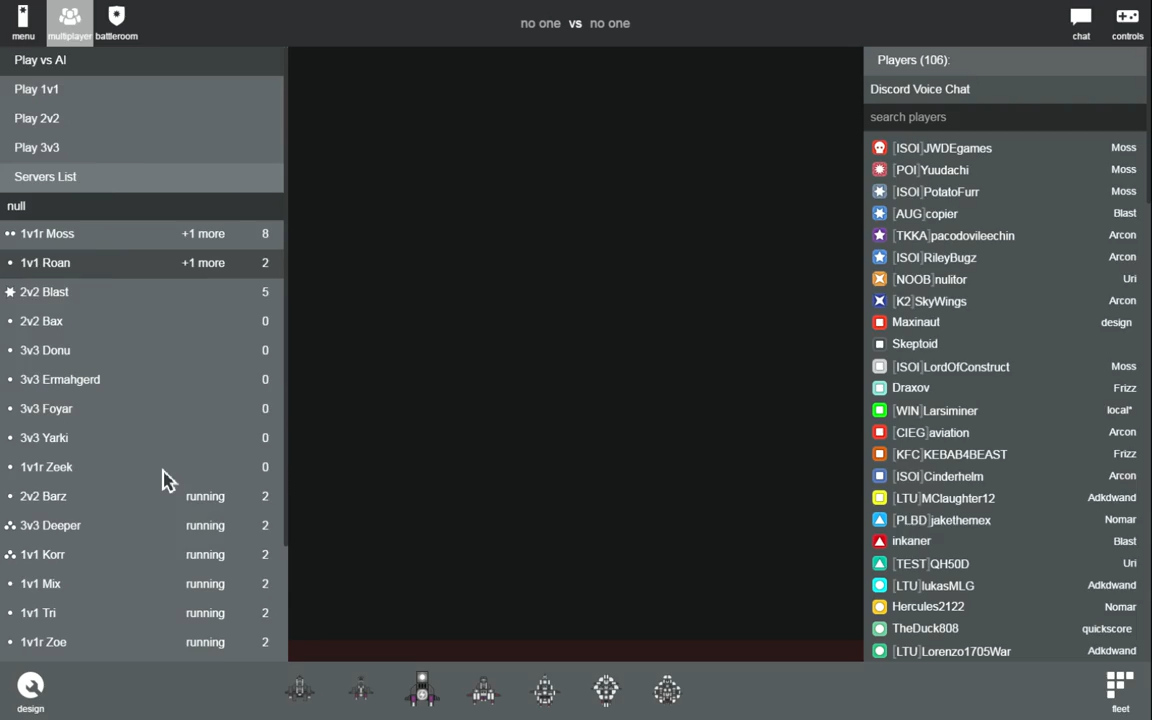 menu
multiplayer
battleroom
no one vs no one
chat
controls
Play vs AI
Play 1v1
Play 2v2
Play 3v3
Servers List
null
1v1r Moss +1 more 8
1v1 Roan +1 more 2
2v2 Blast 5
2v2 Bax 0
3v3 Donu 0
3v3 Ermahgerd 0
3v3 Foyar 0
3v3 Yarki 0
1v1r Zeek 0
2v2 Barz running 2
3v3 Deeper running 2
1v1 Korr running 2
1v1 Mix running 2
1v1 Tri running 2
1v1r Zoe running 2
Players (106):
Discord Voice Chat
search players
[ISOI]JWDEgames Moss
[POI]Yuudachi Moss
[ISOI]PotatoFurr Moss
[AUG]copier Blast
[TKKA]pacodovileechin Arcon
[ISOI]RileyBugz Arcon
[NOOB]nulitor Uri
[K2]SkyWings Arcon
Maxinaut design
Skeptoid
[ISOI]LordOfConstruct Moss
Draxov Frizz
[WIN]Larsiminer local*
[CIEG]aviation Arcon
[KFC]KEBAB4BEAST Frizz
[ISOI]Cinderhelm Arcon
[LTU]MClaughter12 Adkdwand
[PLBD]jakethemex Nomar
inkaner Blast
[TEST]QH50D Uri
[LTU]lukasMLG Adkdwand
Hercules2122 Nomar
TheDuck808 quickscore
[LTU]Lorenzo1705War Adkdwand
design
fleet